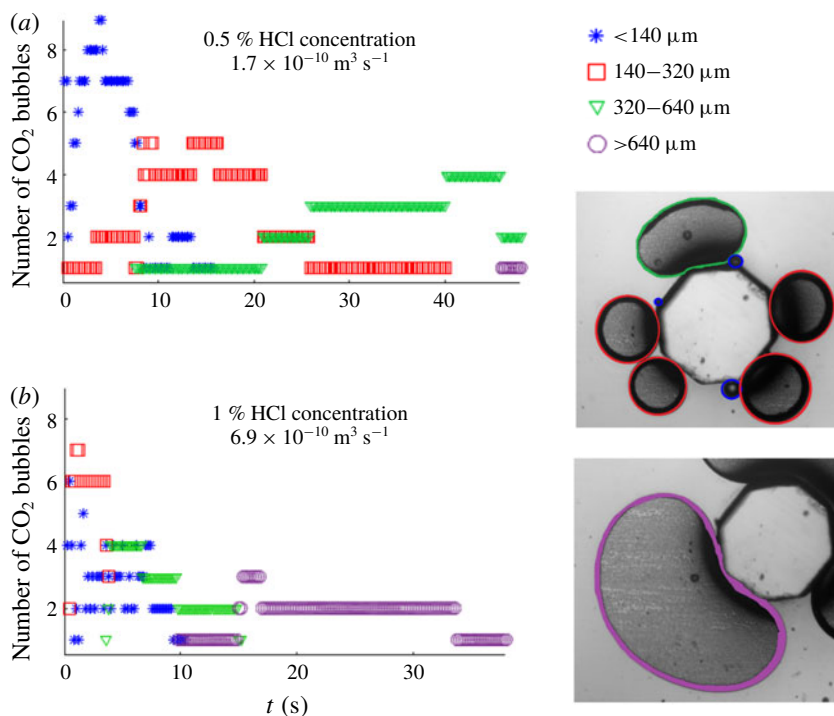 (a)
0.5 % HCl concentration
1.7 × 10⁻¹⁰ m³ s⁻¹
Number of CO₂ bubbles
8
6
4
2
0 10 20 30 40
<140 μm
140–320 μm
320–640 μm
>640 μm
(b)
1 % HCl concentration
6.9 × 10⁻¹⁰ m³ s⁻¹
Number of CO₂ bubbles
8
6
4
2
0 10 20 30
t (s)